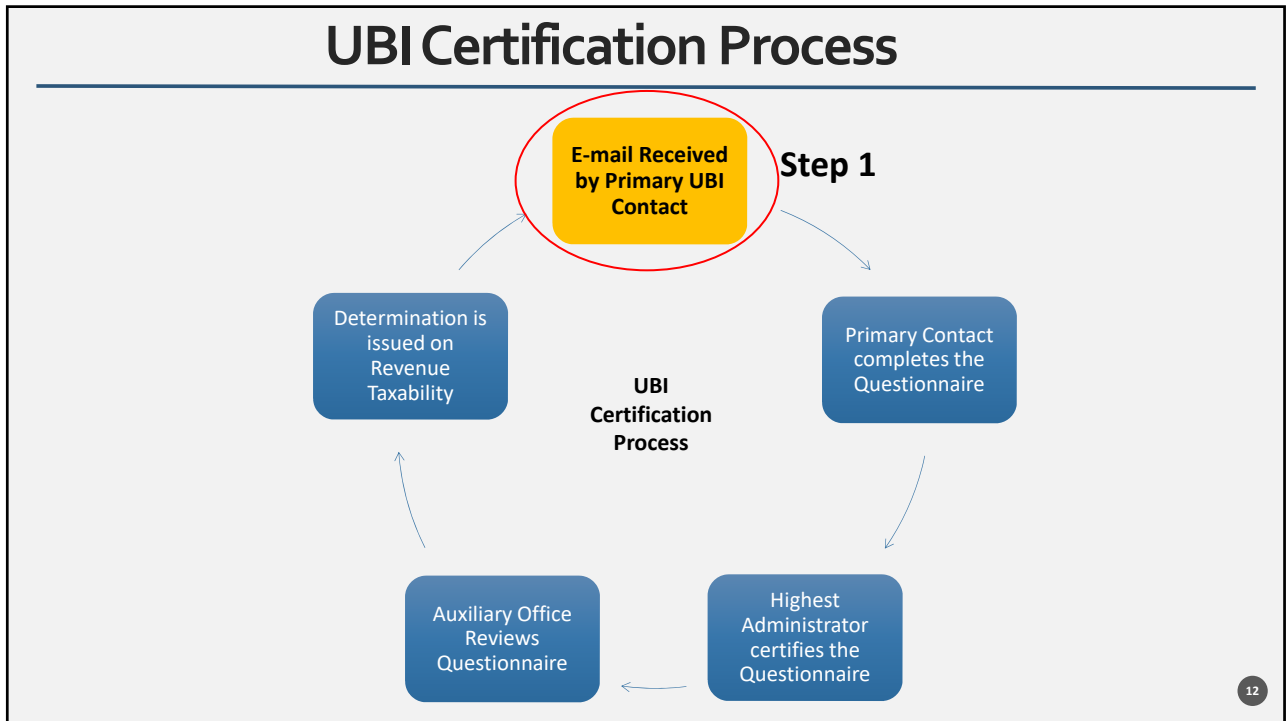 UBI Certification Process
E-mail Received
by Primary UBI
Contact
Step 1
Primary Contact
completes the
Questionnaire
Highest
Administrator
certifies the
Questionnaire
Auxiliary Office
Reviews
Questionnaire
Determination is
issued on
Revenue
Taxability
UBI
Certification
Process
12